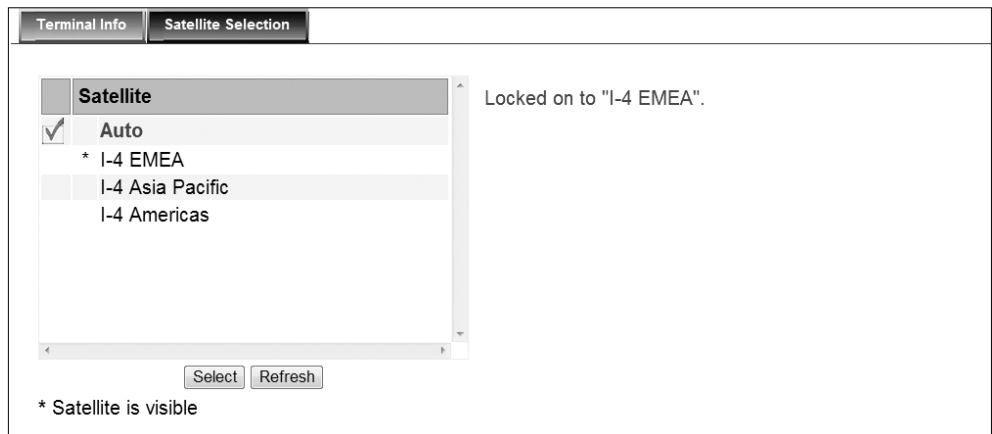 Terminal Info Satellite Selection
Satellite
Auto
* I-4 EMEA
I-4 Asia Pacific
I-4 Americas
Locked on to "I-4 EMEA".
Select Refresh
* Satellite is visible